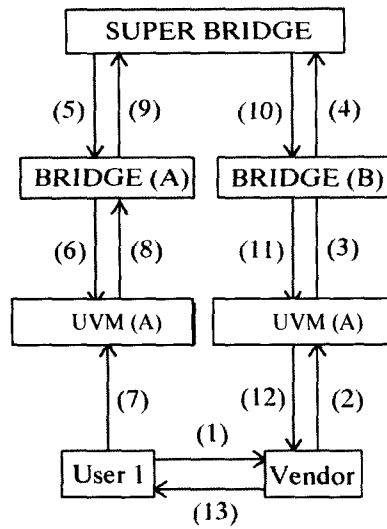 SUPER BRIDGE
(5) (9) (10) (4)
BRIDGE (A) BRIDGE (B)
(6) (8) (11) (3)
UVM (A) UVM (A)
(7) (12) (2)
(1)
User 1 Vendor
(13)